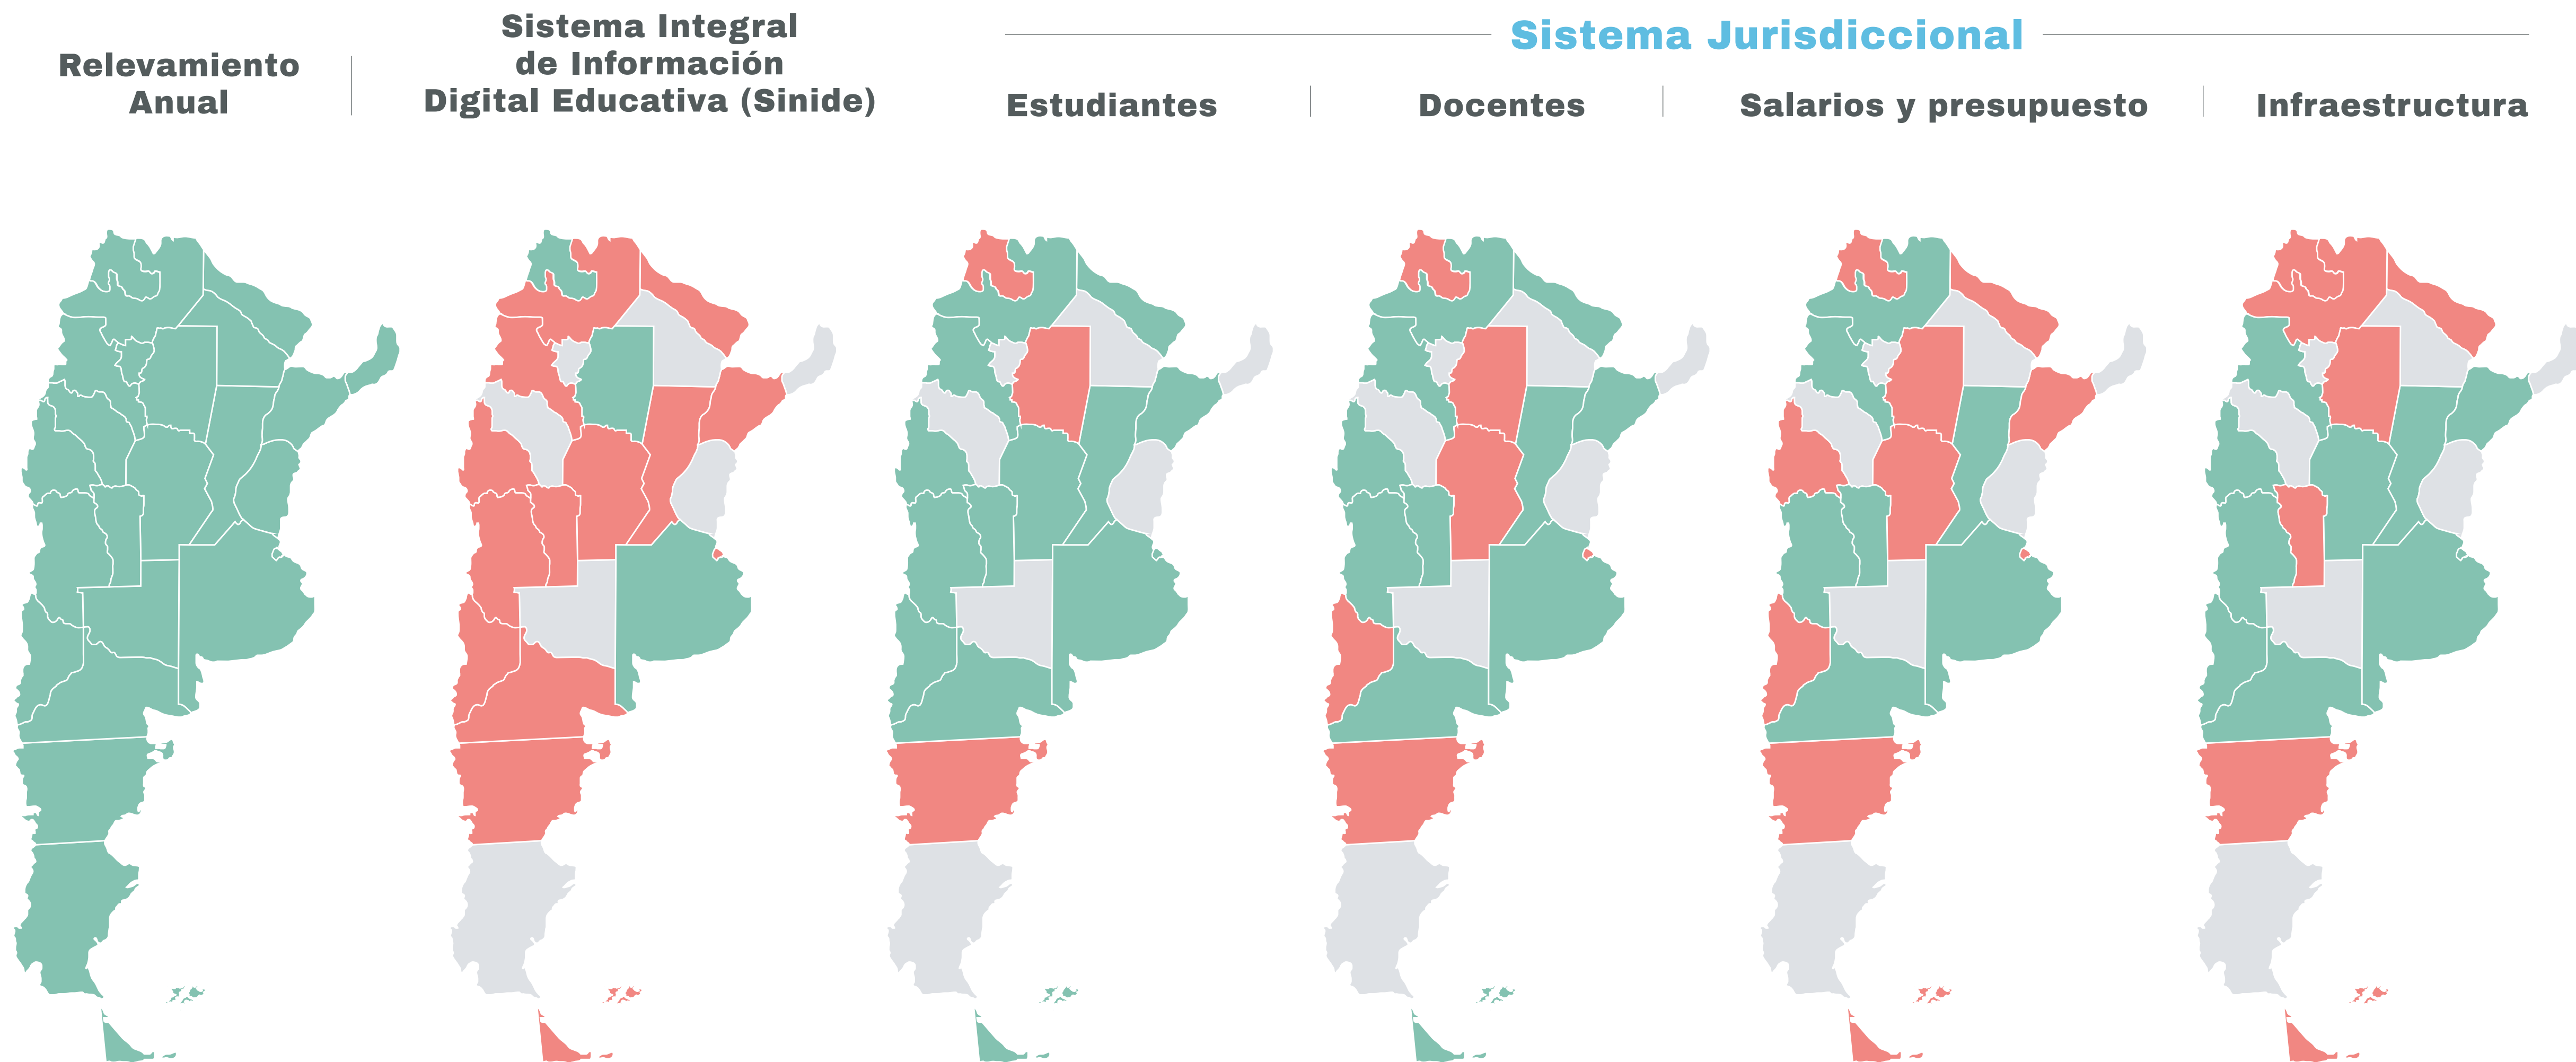 Relevamiento
Anual
Sistema Integral
de Información
Digital Educativa (Sinide)
Sistema Jurisdiccional
Estudiantes
Docentes
Salarios y presupuesto
Infraestructura